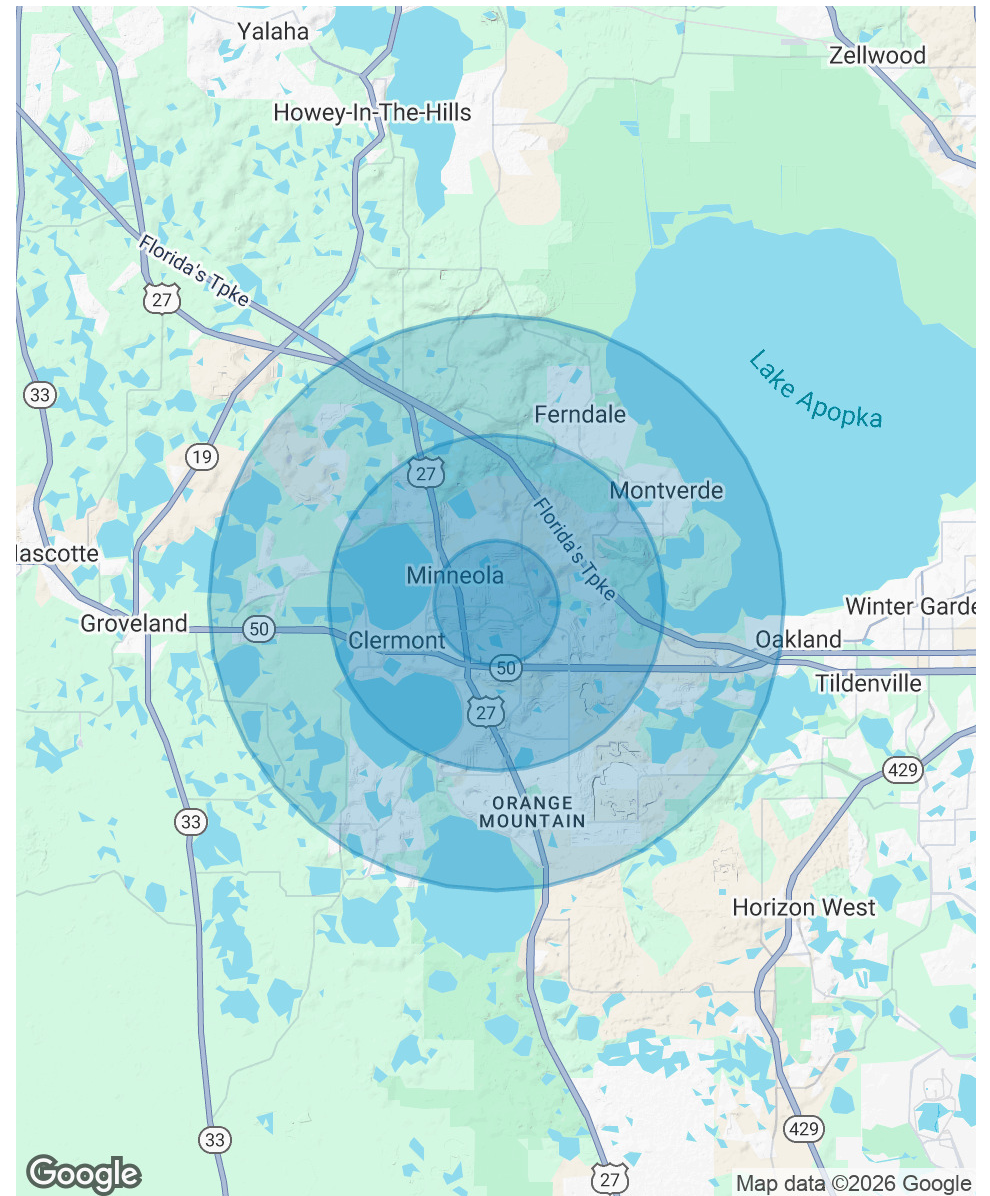 Yalaha
Zellwood
Howey-In-The-Hills
Florida's Tpke
27
33
Lake Apopka
Ferndale
19
27
Montverde
Florida's Tpke
lascotte
Minneola
Winter Garde
Groveland
50
Clermont
Oakland
50
Tildenville
27
429
ORANGE
MOUNTAIN
33
Horizon West
429
33
27
Google
Map data ©2026 Google